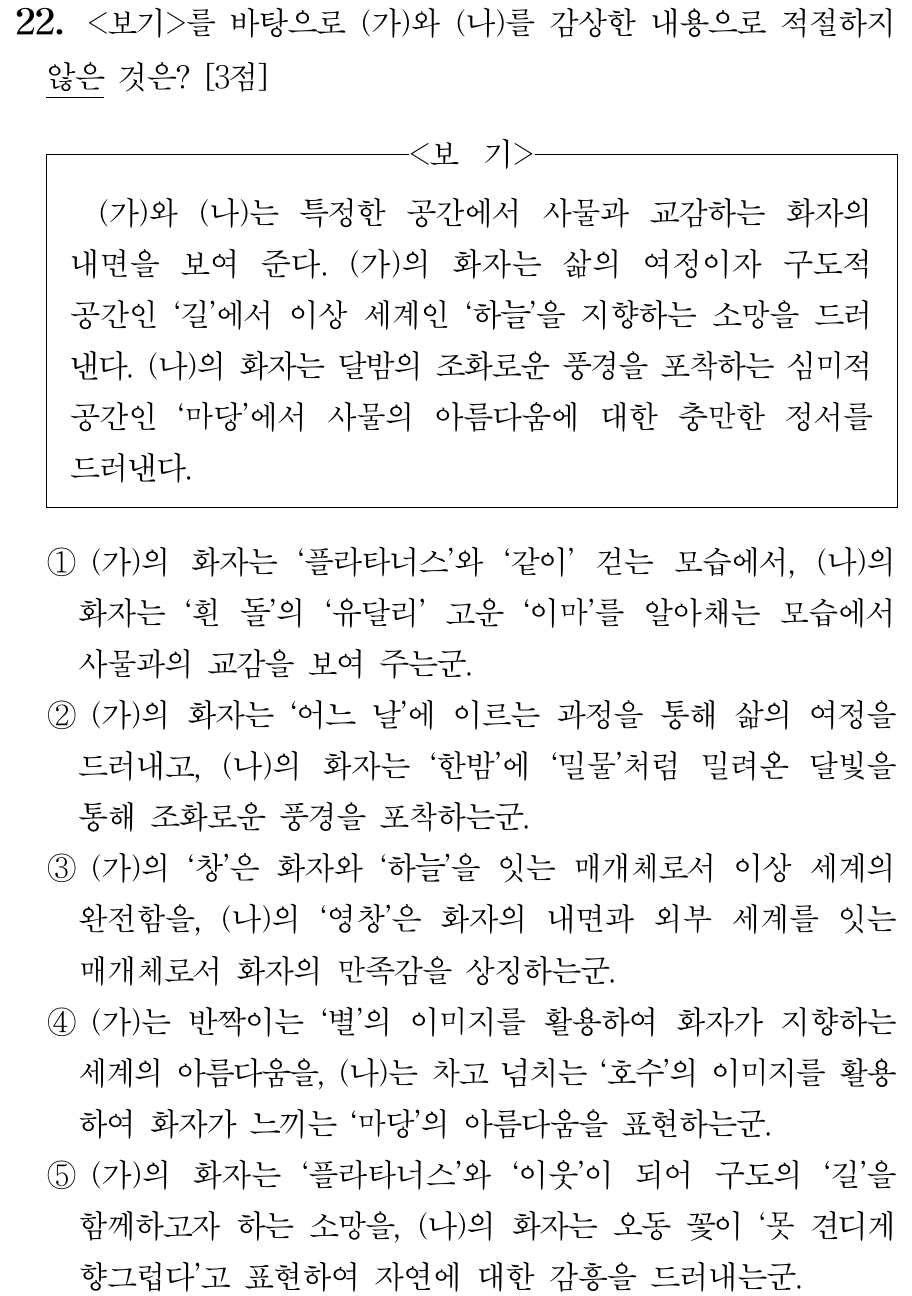 22. <보기>를 바탕으로 (가)와 (나)를 감상한 내용으로 적절하지
않은 것은? [3점]
<보 기>
(가)와 (나)는 특정한 공간에서 사물과 교감하는 화자의
내면을 보여 준다. (가)의 화자는 삶의 여정이자 구도적
공간인 ‘길’에서 이상 세계인 ‘하늘’을 지향하는 소망을 드러
낸다. (나)의 화자는 달밤의 조화로운 풍경을 포착하는 심미적
공간인 ‘마당’에서 사물의 아름다움에 대한 충만한 정서를
드러낸다.
① (가)의 화자는 ‘플라타너스’와 ‘같이’ 걷는 모습에서, (나)의
화자는 ‘흰 돌’의 ‘유달리’ 고운 ‘이마’를 알아채는 모습에서
사물과의 교감을 보여 주는군.
② (가)의 화자는 ‘어느 날’에 이르는 과정을 통해 삶의 여정을
드러내고, (나)의 화자는 ‘한밤’에 ‘밀물’처럼 밀려온 달빛을
통해 조화로운 풍경을 포착하는군.
③ (가)의 ‘창’은 화자와 ‘하늘’을 잇는 매개체로서 이상 세계의
완전함을, (나)의 ‘영창’은 화자의 내면과 외부 세계를 잇는
매개체로서 화자의 만족감을 상징하는군.
④ (가)는 반짝이는 ‘별’의 이미지를 활용하여 화자가 지향하는
세계의 아름다움을, (나)는 차고 넘치는 ‘호수’의 이미지를 활용
하여 화자가 느끼는 ‘마당’의 아름다움을 표현하는군.
⑤ (가)의 화자는 ‘플라타너스’와 ‘이웃’이 되어 구도의 ‘길’을
함께하고자 하는 소망을, (나)의 화자는 오동 꽃이 ‘못 견디게
향그럽다’고 표현하여 자연에 대한 감흥을 드러내는군.